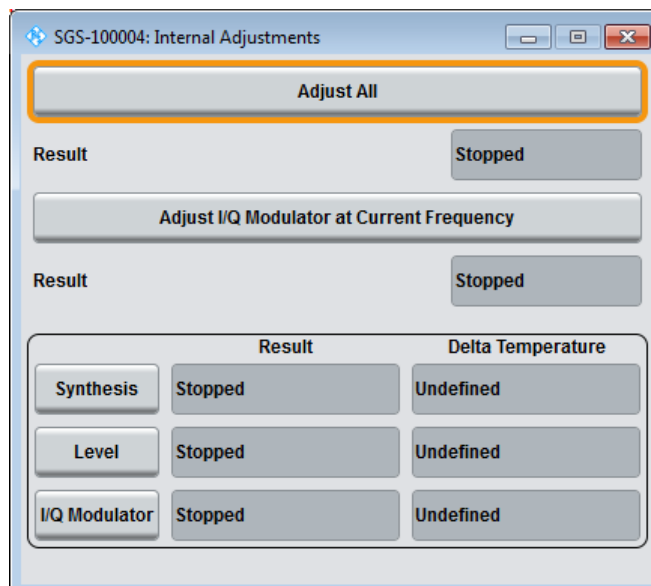 SGS-100004: Internal Adjustments
Adjust All
Result Stopped
Adjust I/Q Modulator at Current Frequency
Result Stopped
Result Delta Temperature
Synthesis Stopped Undefined
Level Stopped Undefined
I/Q Modulator Stopped Undefined